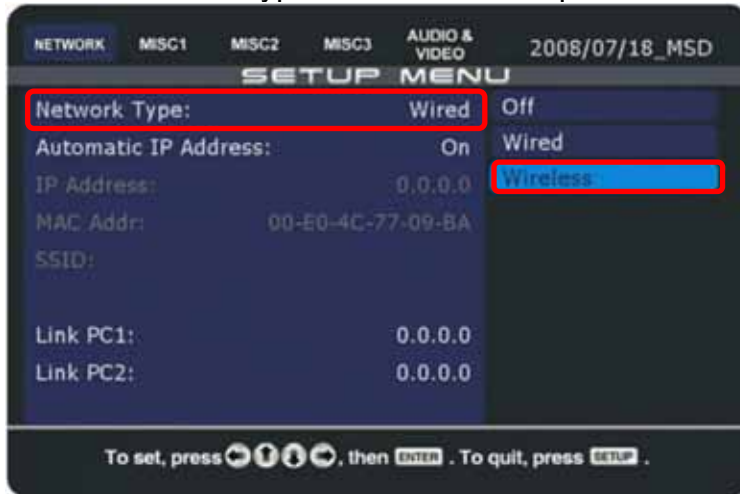 NETWORK MISC1 MISC2 MISC3 AUDIO & VIDEO 2008/07/18_MSD
SETUP MENU
Network Type: Wired Off
Automatic IP Address: On Wired
IP Address: 0.0.0.0 Wireless
MAC Addr: 00-E0-4C-77-09-BA
SSID:
Link PC1: 0.0.0.0
Link PC2: 0.0.0.0
To set, press , then ENTER . To quit, press SETUP .